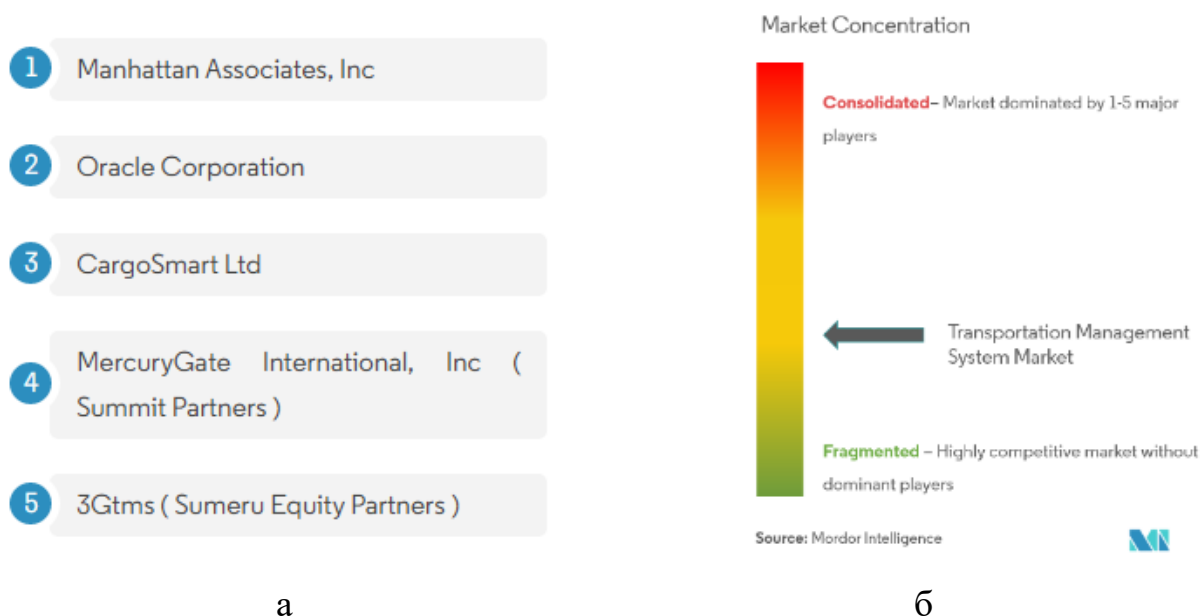 1 Manhattan Associates, Inc
2 Oracle Corporation
3 CargoSmart Ltd
4 MercuryGate International, Inc (
Summit Partners )
5 3Gtms ( Sumeru Equity Partners )
а
Market Concentration
Consolidated– Market dominated by 1-5 major
players
Transportation Management
System Market
Fragmented – Highly competitive market without
dominant players
Source: Mordor Intelligence
б